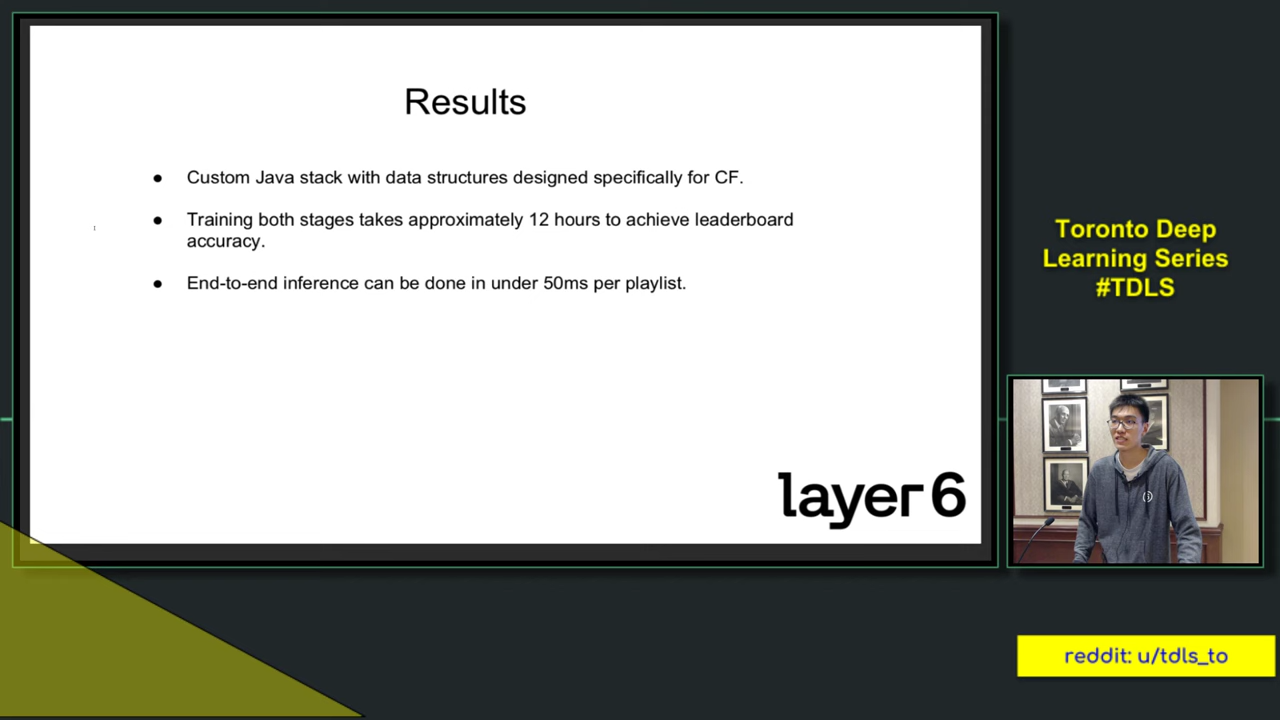 Results
● Custom Java stack with data structures designed specifically for CF.
● Training both stages takes approximately 12 hours to achieve leaderboard
accuracy.
● End-to-end inference can be done in under 50ms per playlist.
layer 6
Toronto Deep
Learning Series
#TDLS
reddit: u/tdls_to